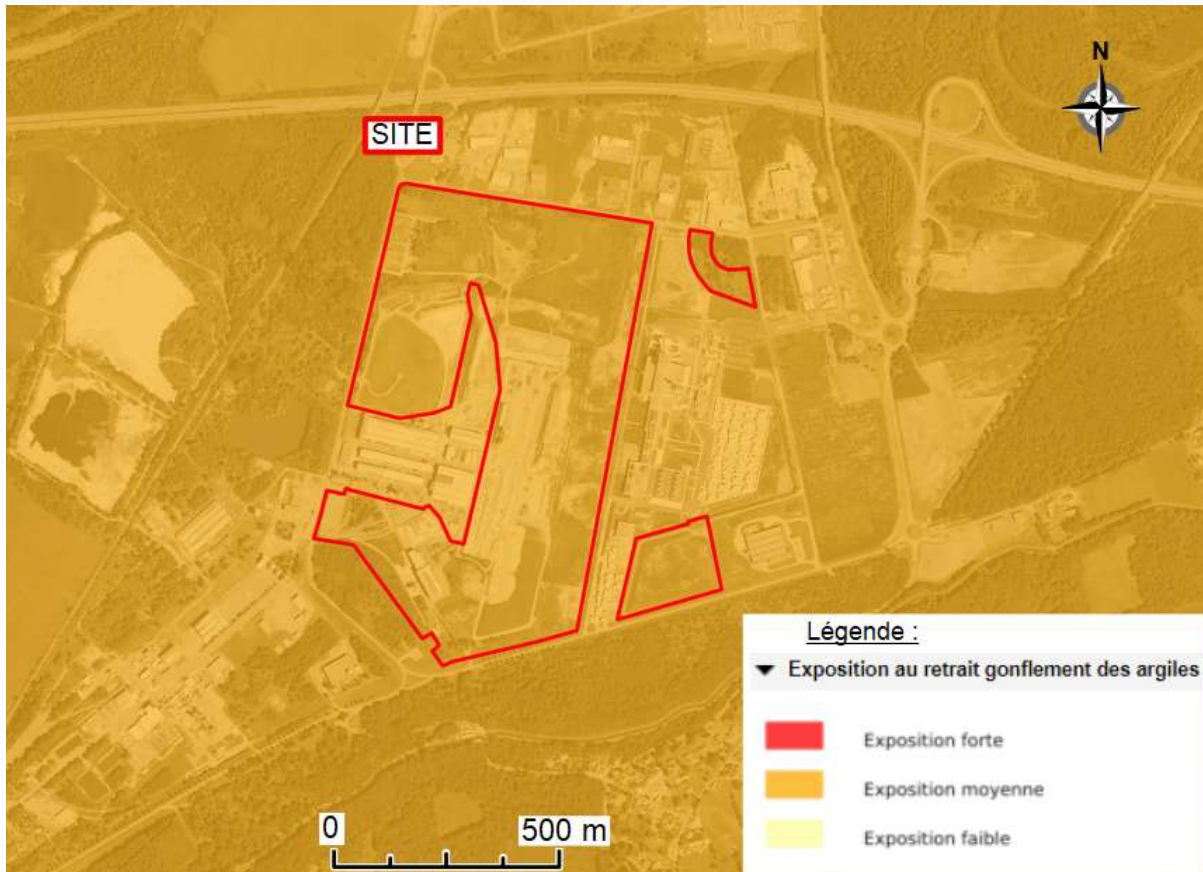 N
SITE
Légende :
Exposition au retrait gonflement des argiles
Exposition forte
Exposition moyenne
Exposition faible
0 500 m